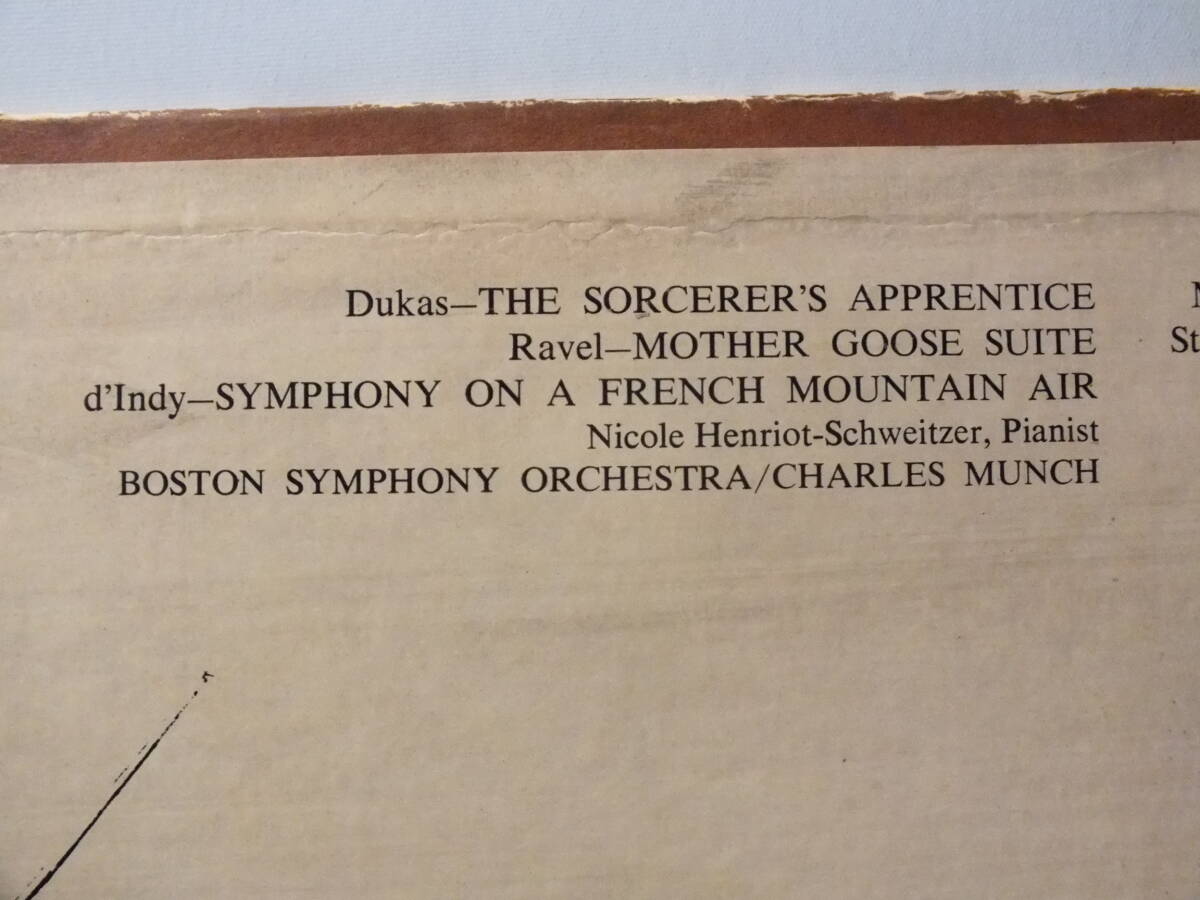 Dukas—THE SORCERER'S APPRENTICE
Ravel—MOTHER GOOSE SUITE
d'Indy—SYMPHONY ON A FRENCH MOUNTAIN AIR
Nicole Henriot-Schweitzer, Pianist
BOSTON SYMPHONY ORCHESTRA/CHARLES MUNCH